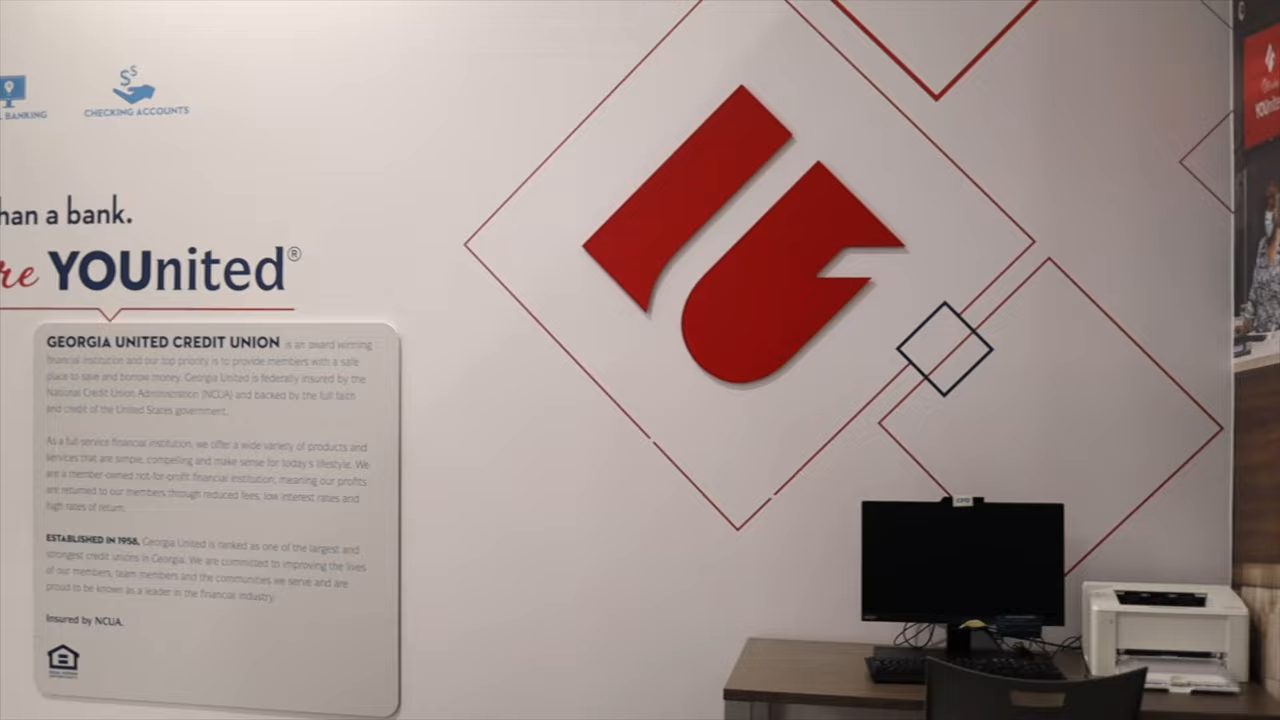 L BANKING
CHECKING ACCOUNTS
han a bank.
re YOUnited®
GEORGIA UNITED CREDIT UNION is an award winning
financial institution and our top priority is to provide members with a safe
place to save and borrow money. Georgia United is federally insured by the
National Credit Union Administration (NCUA) and backed by the full faith
and credit of the United States government.
As a full service financial institution, we offer a wide variety of products and
services that are simple, compelling and make sense for today's lifestyle. We
are a member-owned not-for-profit financial institution, meaning our profits
are returned to our members through reduced fees, low interest rates and
high rates of return.
ESTABLISHED IN 1958, Georgia United is ranked as one of the largest and
strongest credit unions in Georgia. We are committed to improving the lives
of our members, team members and the communities we serve and are
proud to be known as a leader in the financial industry.
Insured by NCUA.
YOUnit